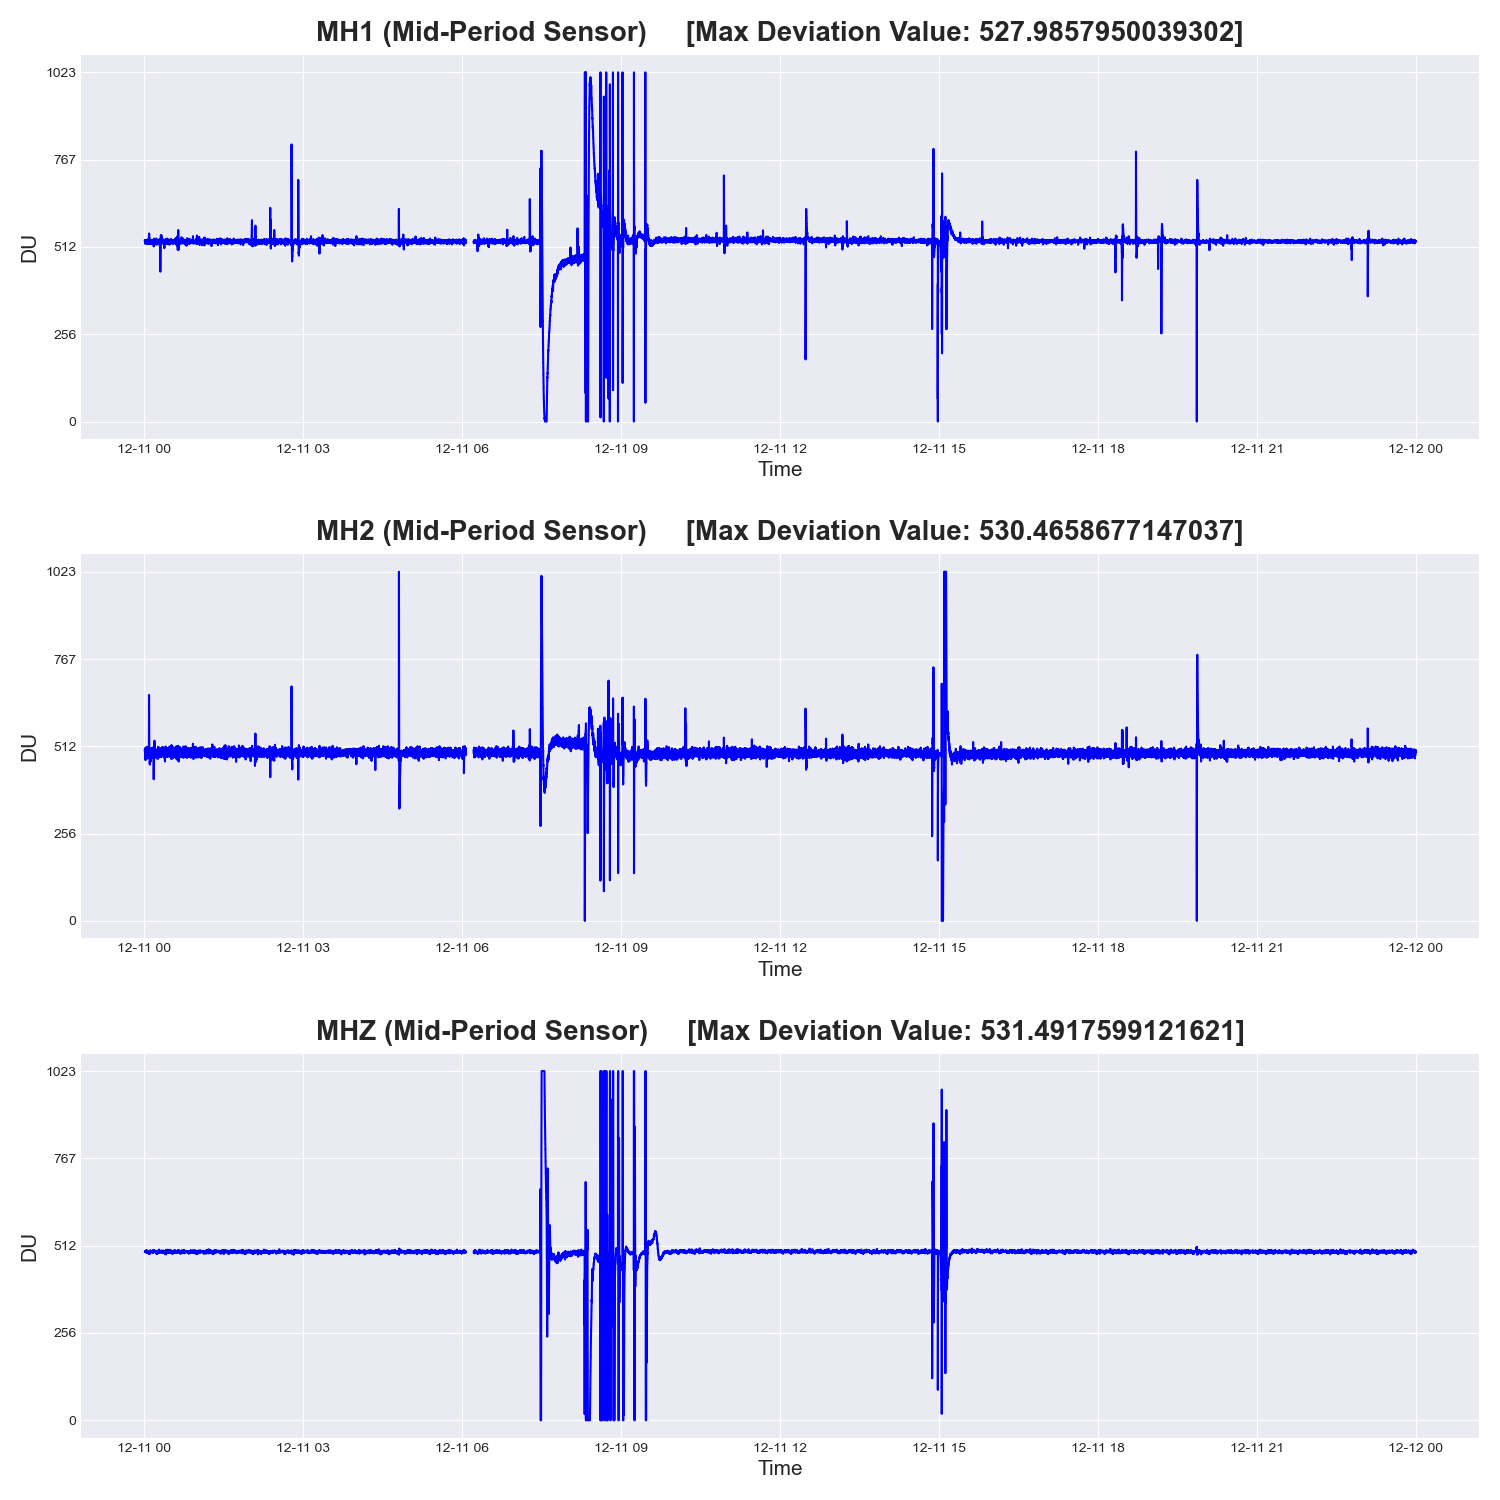 MH1 (Mid-Period Sensor) [Max Deviation Value: 527.9857950039302]
1023
767
512
256
0
DU
12-11 00 12-11 03 12-11 06 12-11 09 12-11 12 12-11 15 12-11 18 12-11 21 12-12 00
Time
MH2 (Mid-Period Sensor) [Max Deviation Value: 530.4658677147037]
1023
767
512
256
0
DU
12-11 00 12-11 03 12-11 06 12-11 09 12-11 12 12-11 15 12-11 18 12-11 21 12-12 00
Time
MHZ (Mid-Period Sensor) [Max Deviation Value: 531.4917599121621]
1023
767
512
256
0
DU
12-11 00 12-11 03 12-11 06 12-11 09 12-11 12 12-11 15 12-11 18 12-11 21 12-12 00
Time